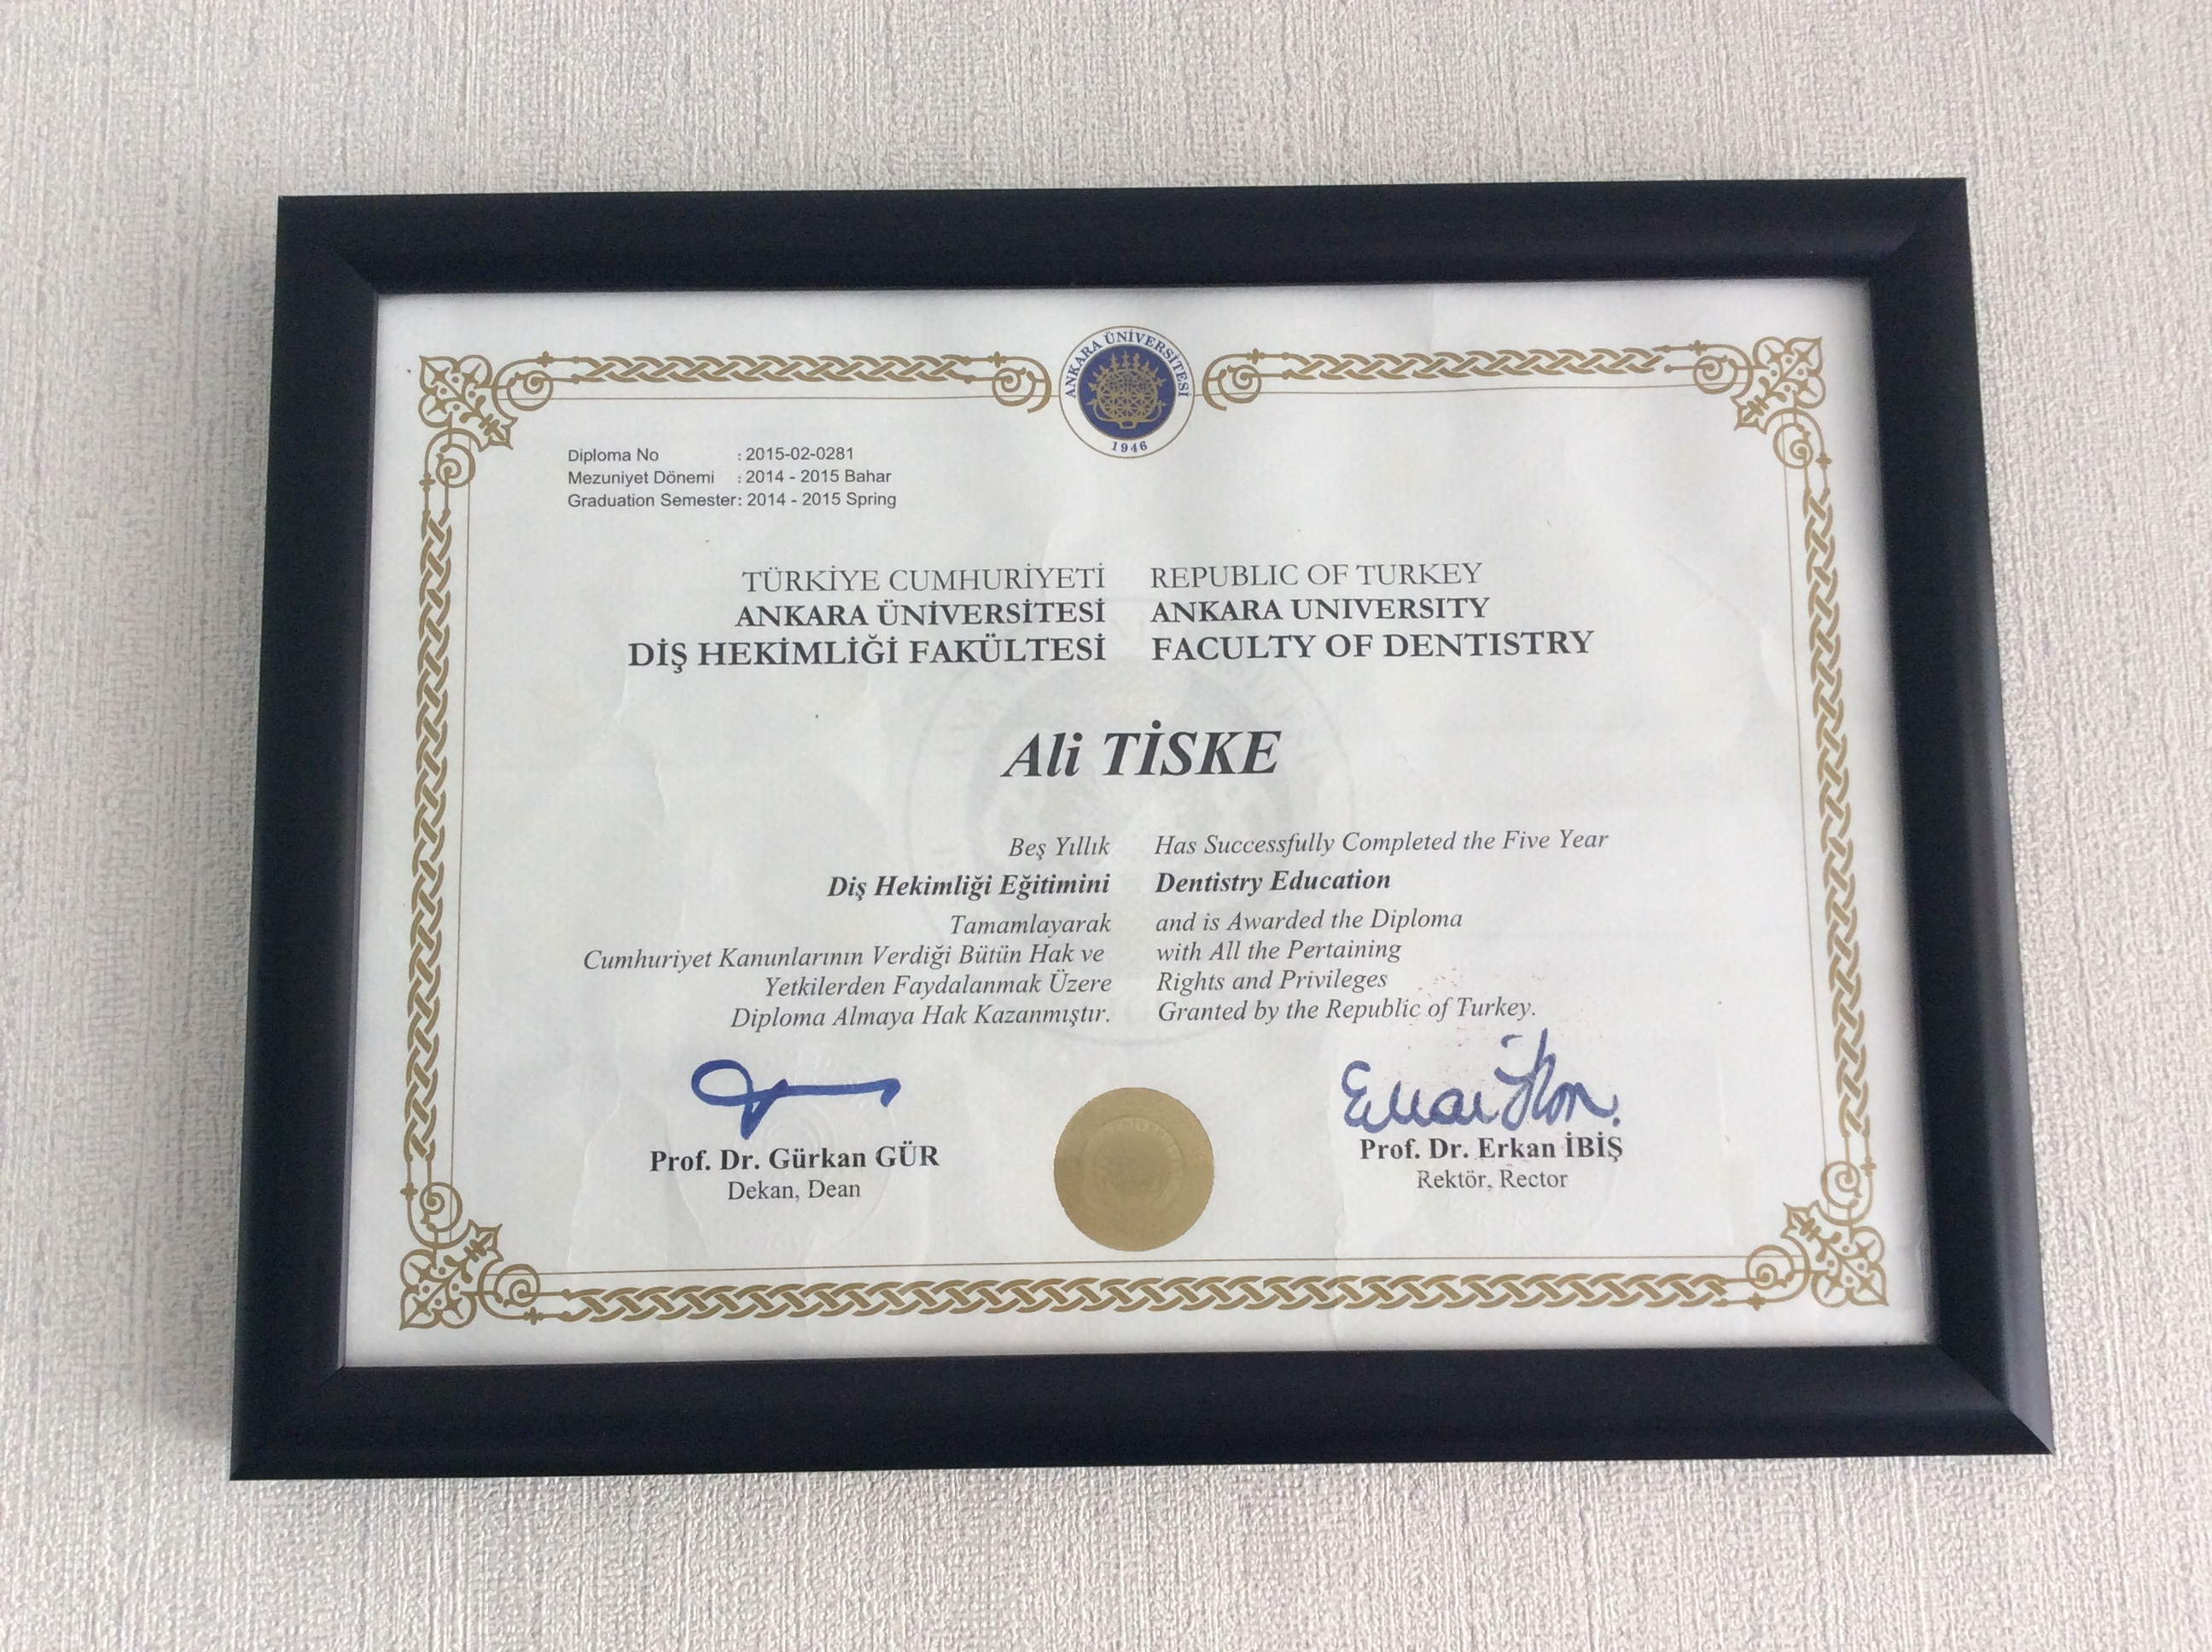 ANKARA ÜNİVERSİTESİ
1946
Diploma No : 2015-02-0281
Mezuniyet Dönemi : 2014 - 2015 Bahar
Graduation Semester: 2014 - 2015 Spring
TÜRKİYE CUMHURİYETİ
ANKARA ÜNİVERSİTESİ
DİŞ HEKİMLİĞİ FAKÜLTESİ
REPUBLIC OF TURKEY
ANKARA UNIVERSITY
FACULTY OF DENTISTRY
Ali TİSKE
Beş Yıllık
Diş Hekimliği Eğitimini
Tamamlayarak
Cumhuriyet Kanunlarının Verdiği Bütün Hak ve
Yetkilerden Faydalanmak Üzere
Diploma Almaya Hak Kazanmıştır.
Has Successfully Completed the Five Year
Dentistry Education
and is Awarded the Diploma
with All the Pertaining
Rights and Privileges
Granted by the Republic of Turkey.
Prof. Dr. Gürkan GÜR
Dekan, Dean
Prof. Dr. Erkan İBİŞ
Rektör, Rector